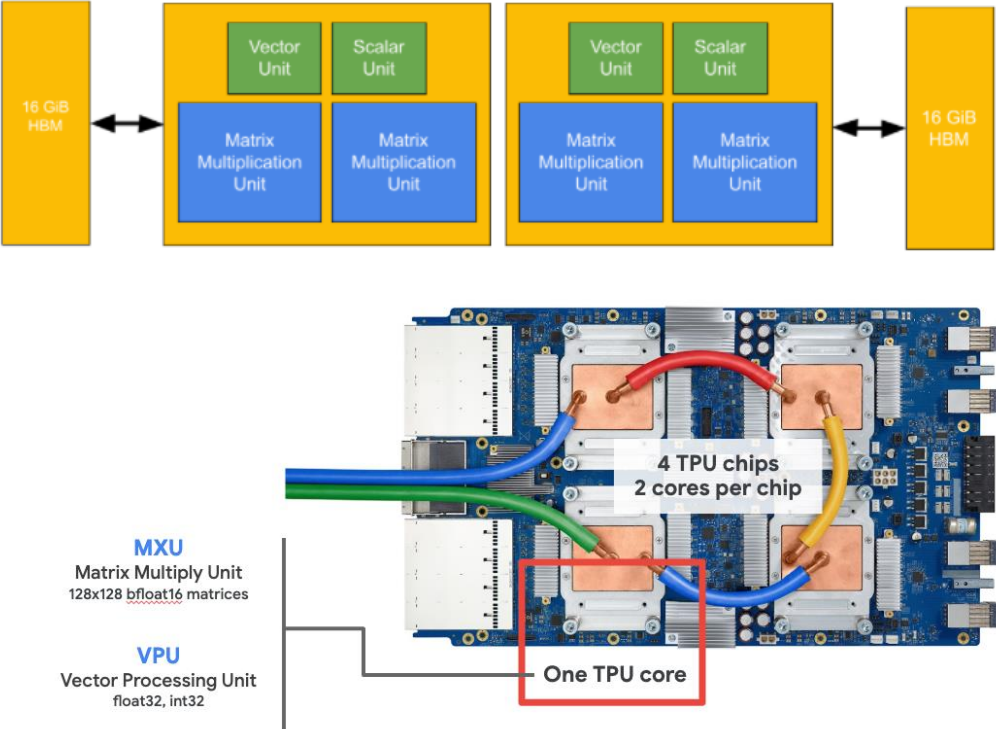 16 GiB
HBM
Vector
Unit
Scalar
Unit
Matrix
Multiplication
Unit
Matrix
Multiplication
Unit
Vector
Unit
Scalar
Unit
Matrix
Multiplication
Unit
Matrix
Multiplication
Unit
16 GiB
HBM
4 TPU chips
2 cores per chip
MXU
Matrix Multiply Unit
128x128 bfloat16 matrices
VPU
Vector Processing Unit
float32, int32
One TPU core